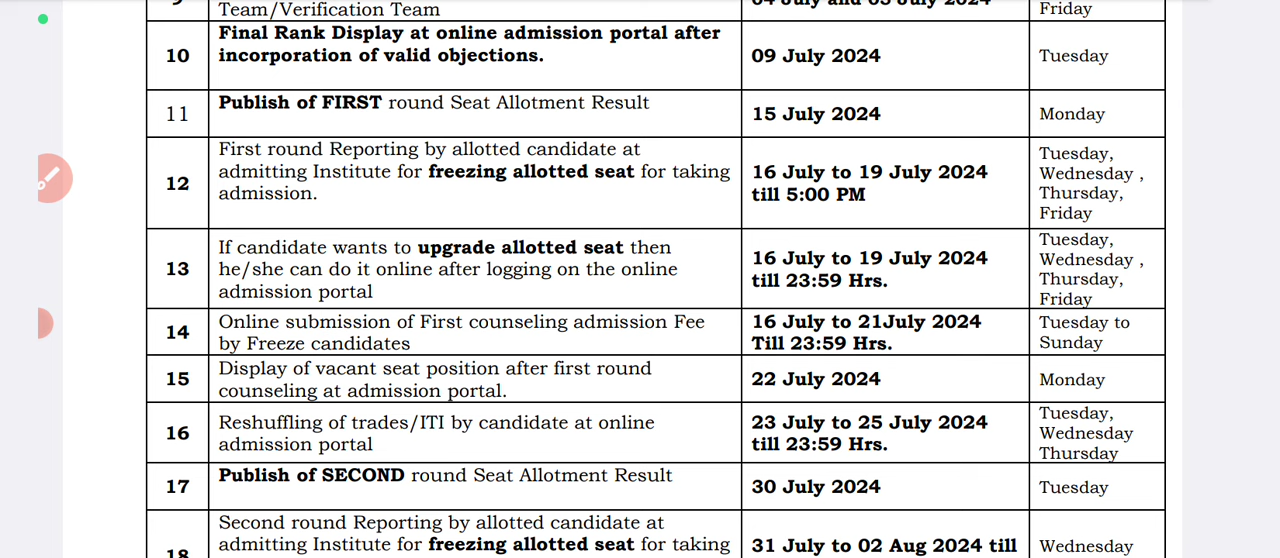 Team/Verification Team
04 July and 05 July 2024
Friday
10
Final Rank Display at online admission portal after
incorporation of valid objections.
09 July 2024
Tuesday
11
Publish of FIRST round Seat Allotment Result
15 July 2024
Monday
12
First round Reporting by allotted candidate at
admitting Institute for freezing allotted seat for taking
admission.
16 July to 19 July 2024
till 5:00 PM
Tuesday,
Wednesday ,
Thursday,
Friday
13
If candidate wants to upgrade allotted seat then
he/she can do it online after logging on the online
admission portal
16 July to 19 July 2024
till 23:59 Hrs.
Tuesday,
Wednesday ,
Thursday,
Friday
14
Online submission of First counseling admission Fee
by Freeze candidates
16 July to 21July 2024
Till 23:59 Hrs.
Tuesday to
Sunday
15
Display of vacant seat position after first round
counseling at admission portal.
22 July 2024
Monday
16
Reshuffling of trades/ITI by candidate at online
admission portal
23 July to 25 July 2024
till 23:59 Hrs.
Tuesday,
Wednesday
Thursday
17
Publish of SECOND round Seat Allotment Result
30 July 2024
Tuesday
18
Second round Reporting by allotted candidate at
admitting Institute for freezing allotted seat for taking
31 July to 02 Aug 2024 till
Wednesday